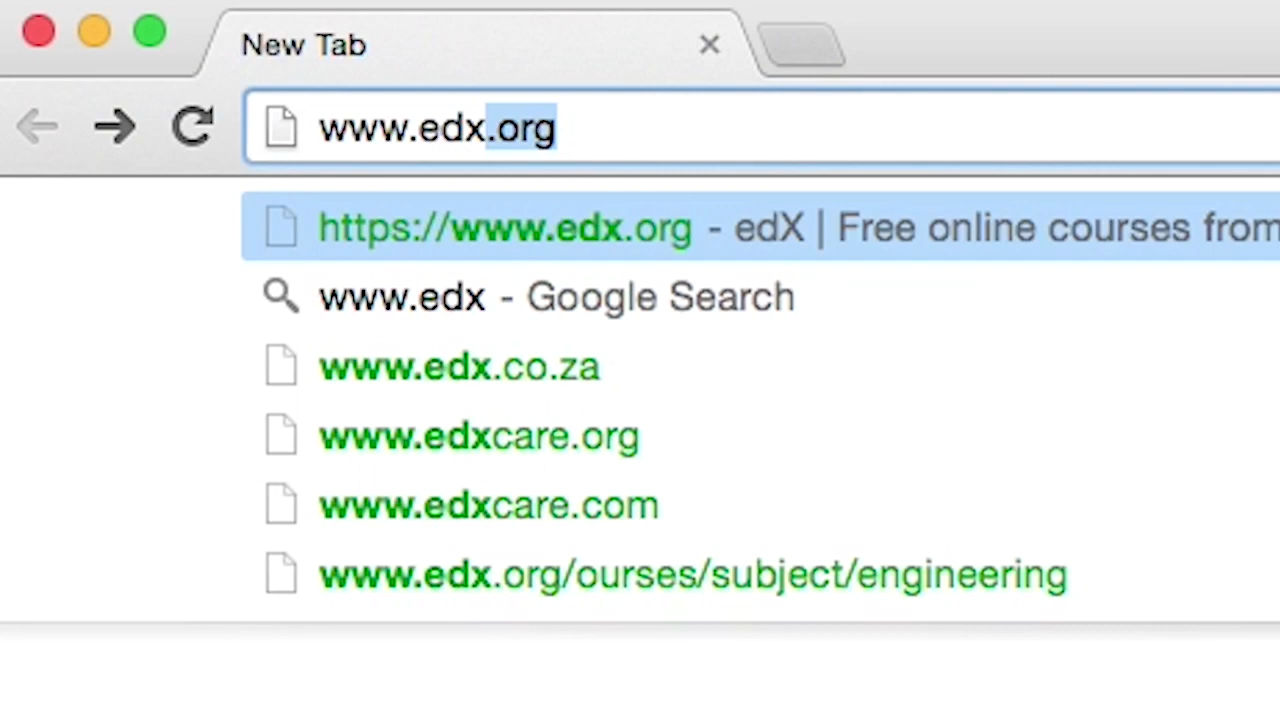 New Tab
www.edx.org
https://www.edx.org - edX | Free online courses from
www.edx - Google Search
www.edx.co.za
www.edxcare.org
www.edxcare.com
www.edx.org/ourses/subject/engineering